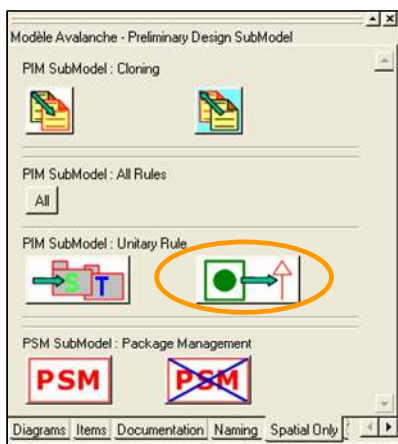 Modèle Avalanche - Preliminary Design SubModel
PIM SubModel : Cloning
PIM SubModel : All Rules
All
PIM SubModel : Unitary Rule
S T
PSM SubModel : Package Management
PSM PSM
Diagrams Items Documentation Naming Spatial Only